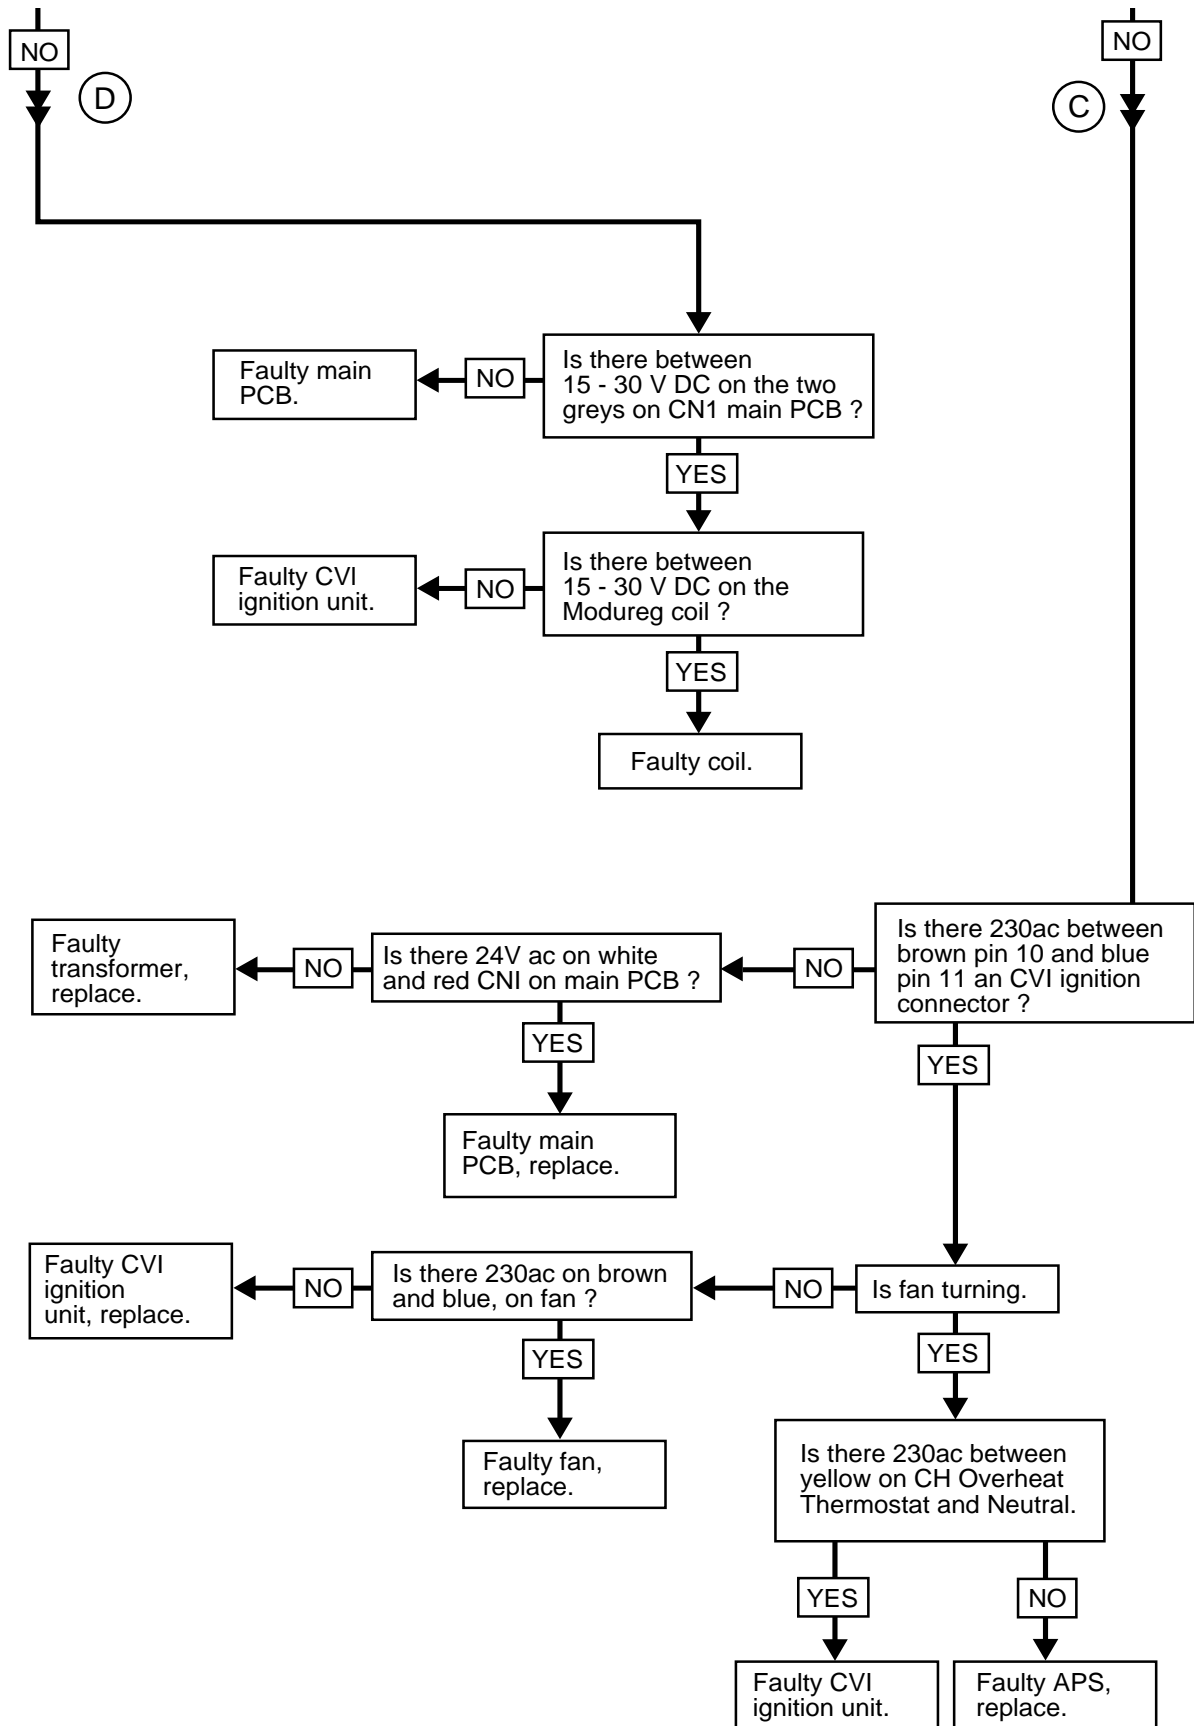 NO
D
NO
C
Is there between
15 - 30 V DC on the two
greys on CN1 main PCB ?
NO
Faulty main
PCB.
YES
Is there between
15 - 30 V DC on the
Modureg coil ?
NO
Faulty CVI
ignition unit.
YES
Faulty coil.
Is there 230ac between
brown pin 10 and blue
pin 11 an CVI ignition
connector ?
NO
Is there 24V ac on white
and red CNI on main PCB ?
NO
Faulty
transformer,
replace.
YES
Faulty main
PCB, replace.
YES
Is fan turning.
NO
Is there 230ac on brown
and blue, on fan ?
NO
Faulty CVI
ignition
unit, replace.
YES
Faulty fan,
replace.
YES
Is there 230ac between
yellow on CH Overheat
Thermostat and Neutral.
YES
NO
Faulty CVI
ignition unit.
Faulty APS,
replace.